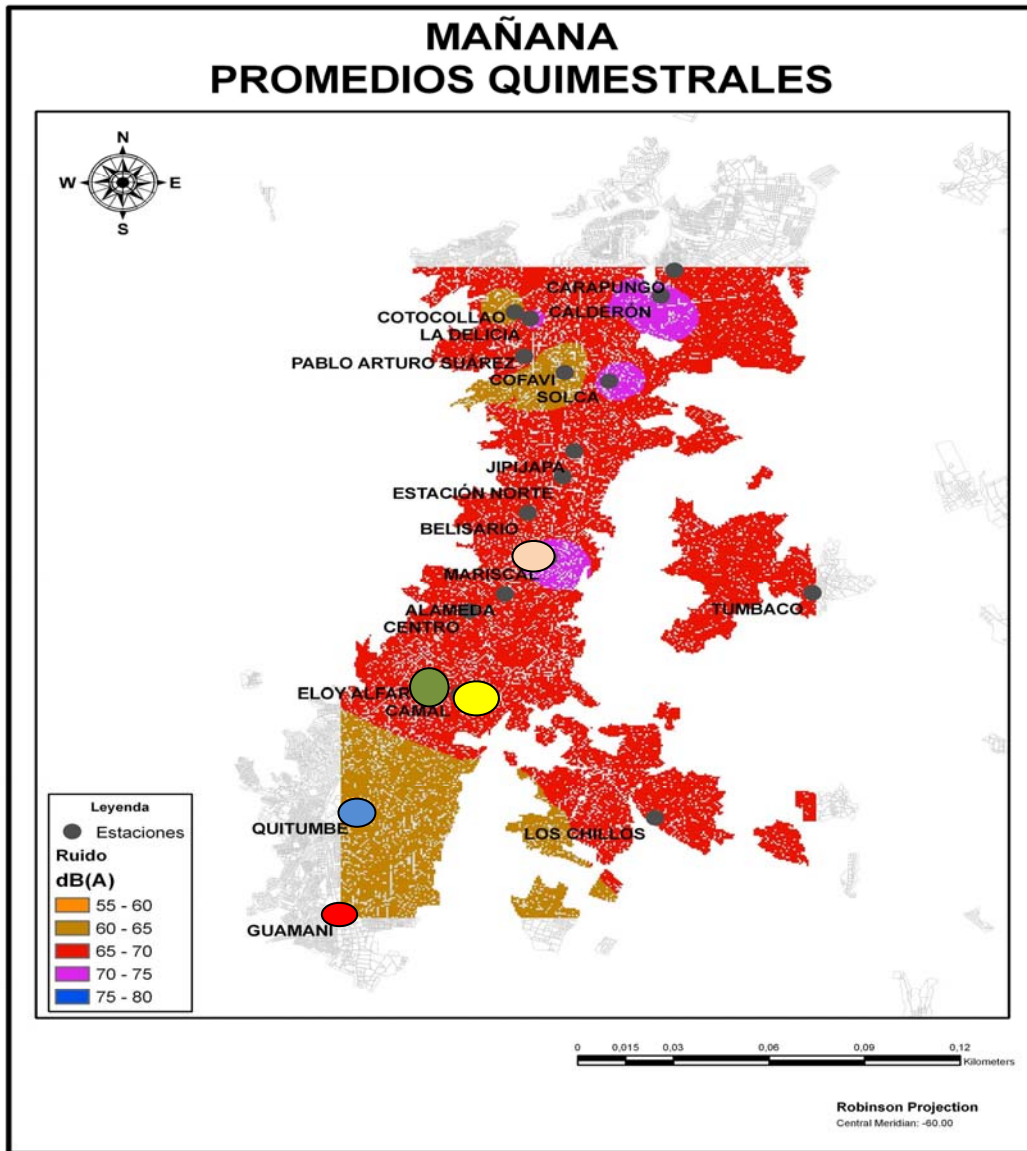 MAÑANA
PROMEDIOS QUIMESTRALES
N
W E
S
CARAPUNGO
CALDERÓN
COTOCOLLAO
LA DELICIA
PABLO ARTURO SUÁREZ
COFAVI
SOLCA
JIPIJAPA
ESTACIÓN NORTE
BELISARIO
MARISCAL
ALAMEDA
CENTRO
TUMBACO
ELOY ALFAR
CAMAL
QUITUMBE
LOS CHILLOS
GUAMANI
Leyenda
Estaciones
Ruido
dB(A)
55 - 60
60 - 65
65 - 70
70 - 75
75 - 80
0 0,015 0,03 0,06 0,09 0,12
Kilometers
Robinson Projection
Central Meridian: -60.00